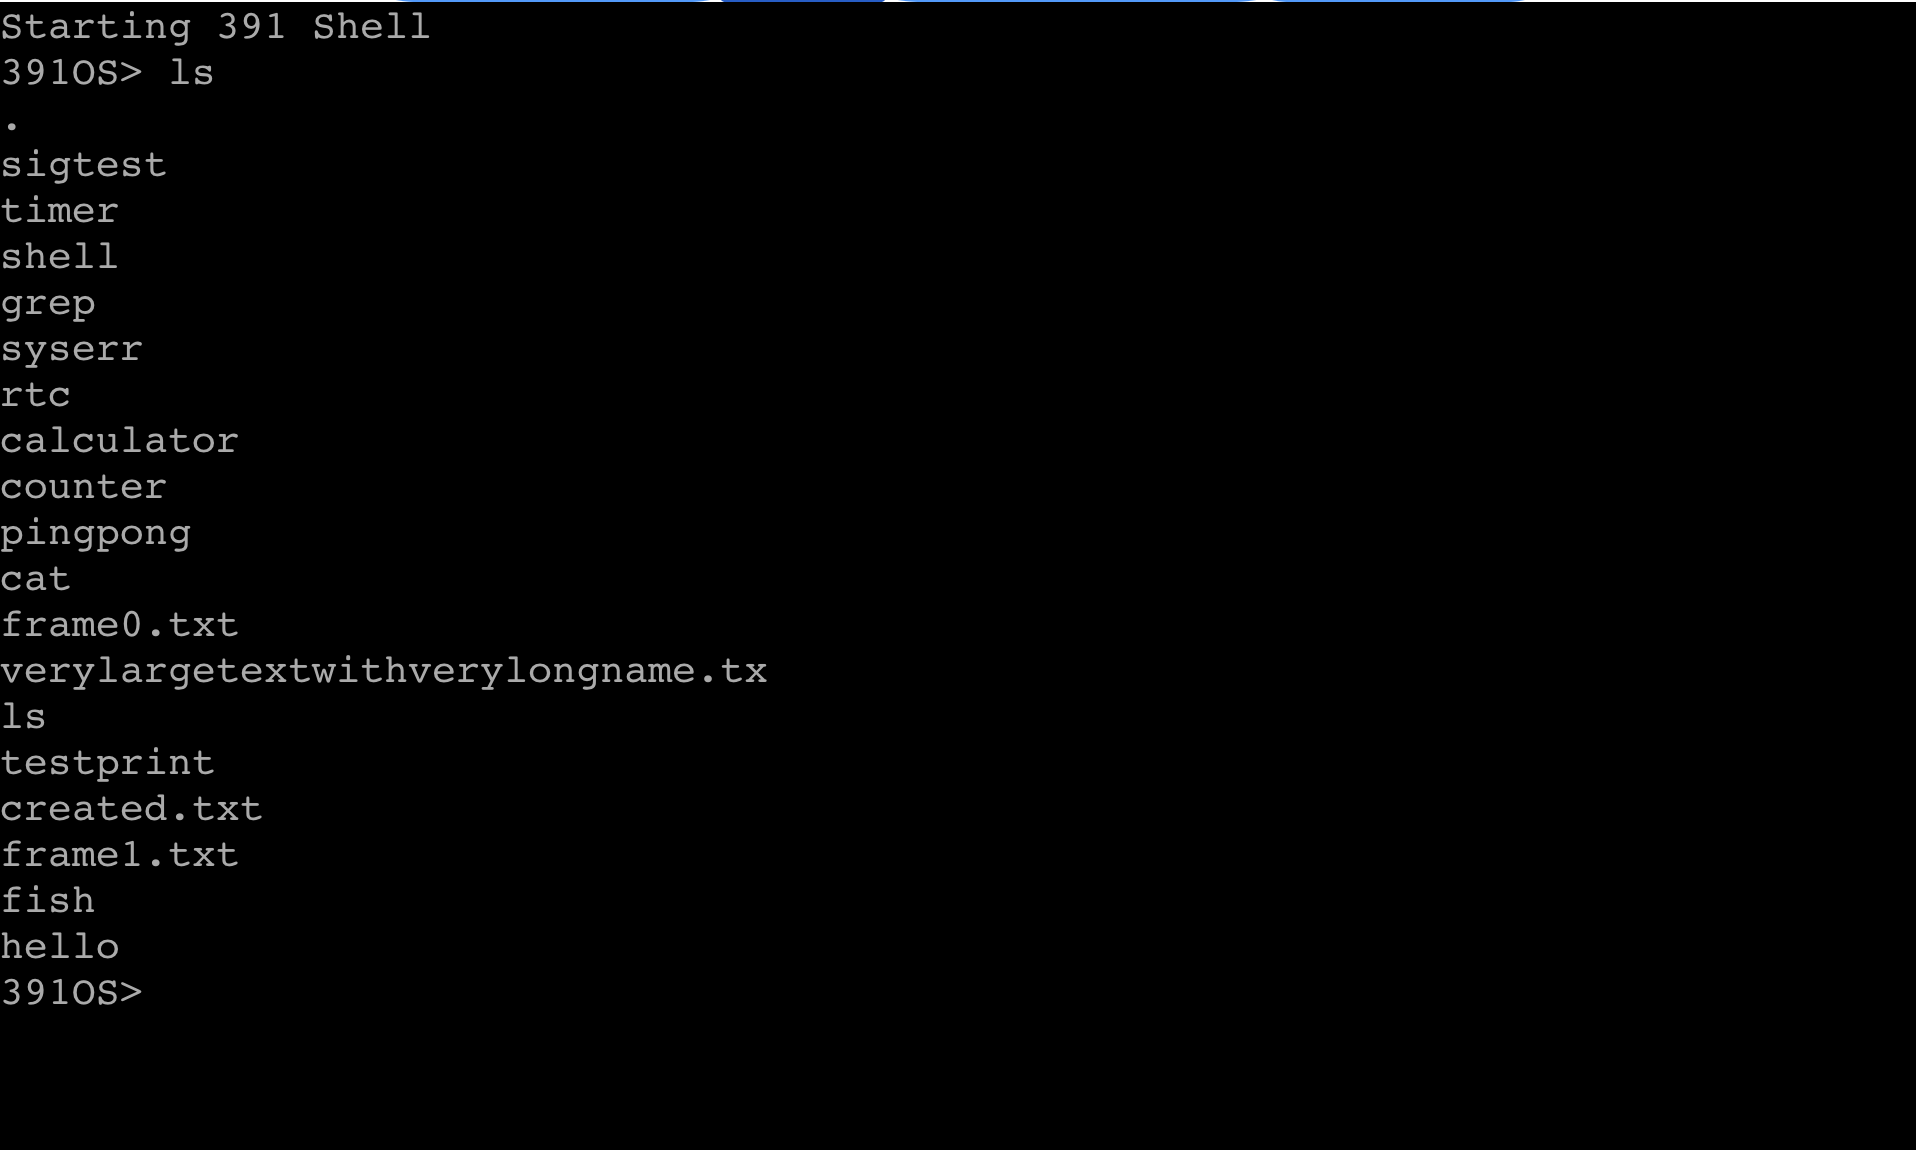 Starting 391 Shell
391OS> ls
.
sigtest
timer
shell
grep
syserr
rtc
calculator
counter
pingpong
cat
frame0.txt
verylargetextwithverylongname.tx
ls
testprint
created.txt
frame1.txt
fish
hello
391OS>